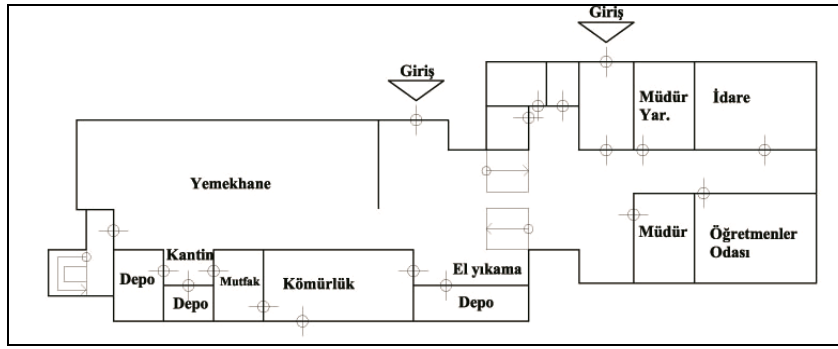 Giriş
Giriş
Müdür
Yar.
İdare
Yemekhane
Müdür
Öğretmenler
Odası
Kantin
Depo
Depo
Mutfak
Kömürlük
El yıkama
Depo